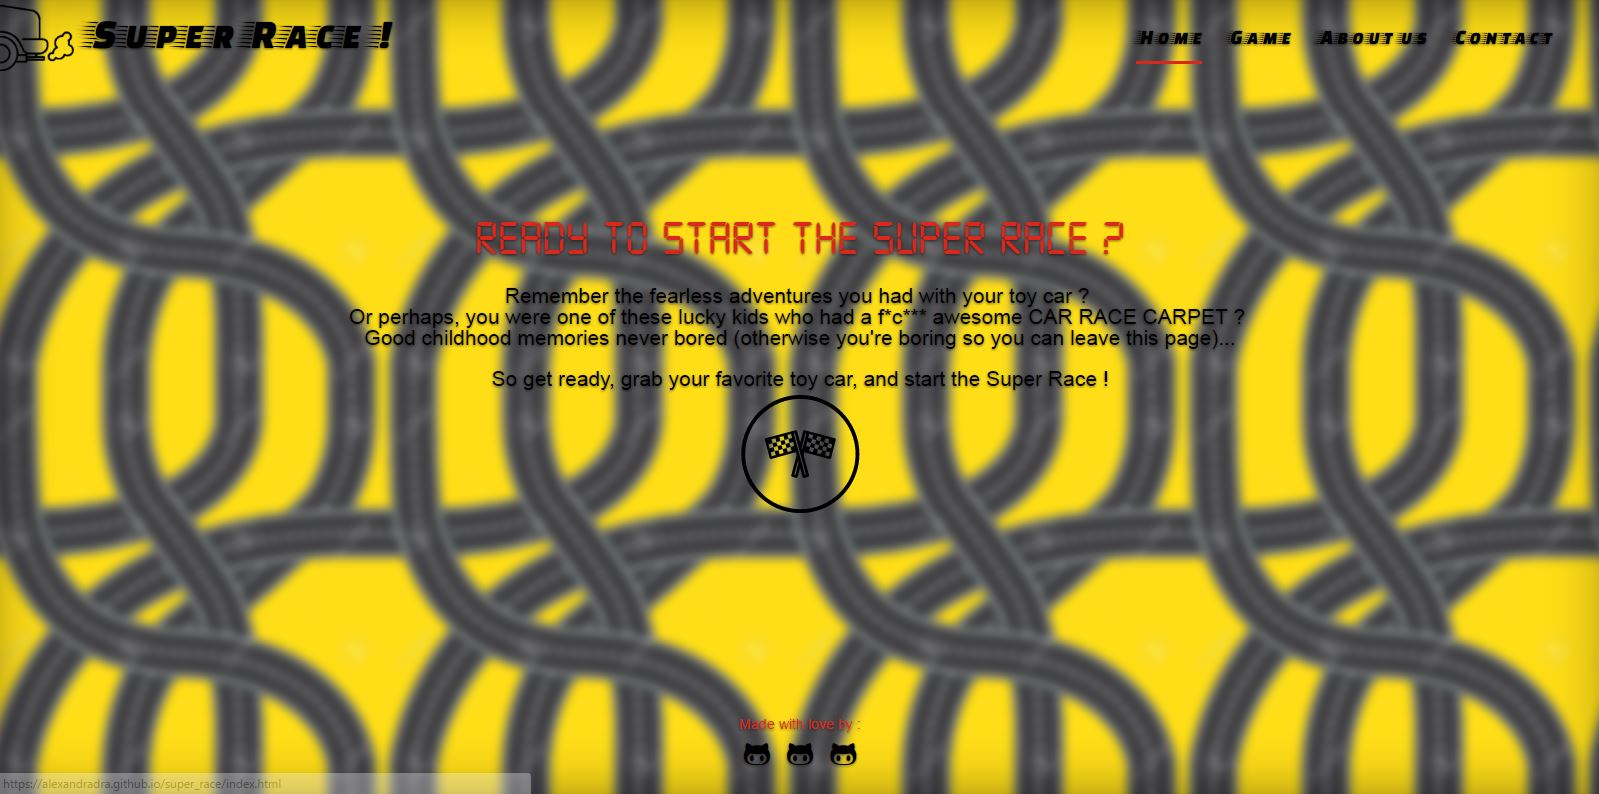 Super Race !
Home Game About us Contact
READY TO START THE SUPER RACE ?
Remember the fearless adventures you had with your toy car ?
Or perhaps, you were one of these lucky kids who had a f*c*** awesome CAR RACE CARPET ?
Good childhood memories never bored (otherwise you're boring so you can leave this page)...
So get ready, grab your favorite toy car, and start the Super Race !
Made with love by :
https://alexandradra.github.io/super_race/index.html